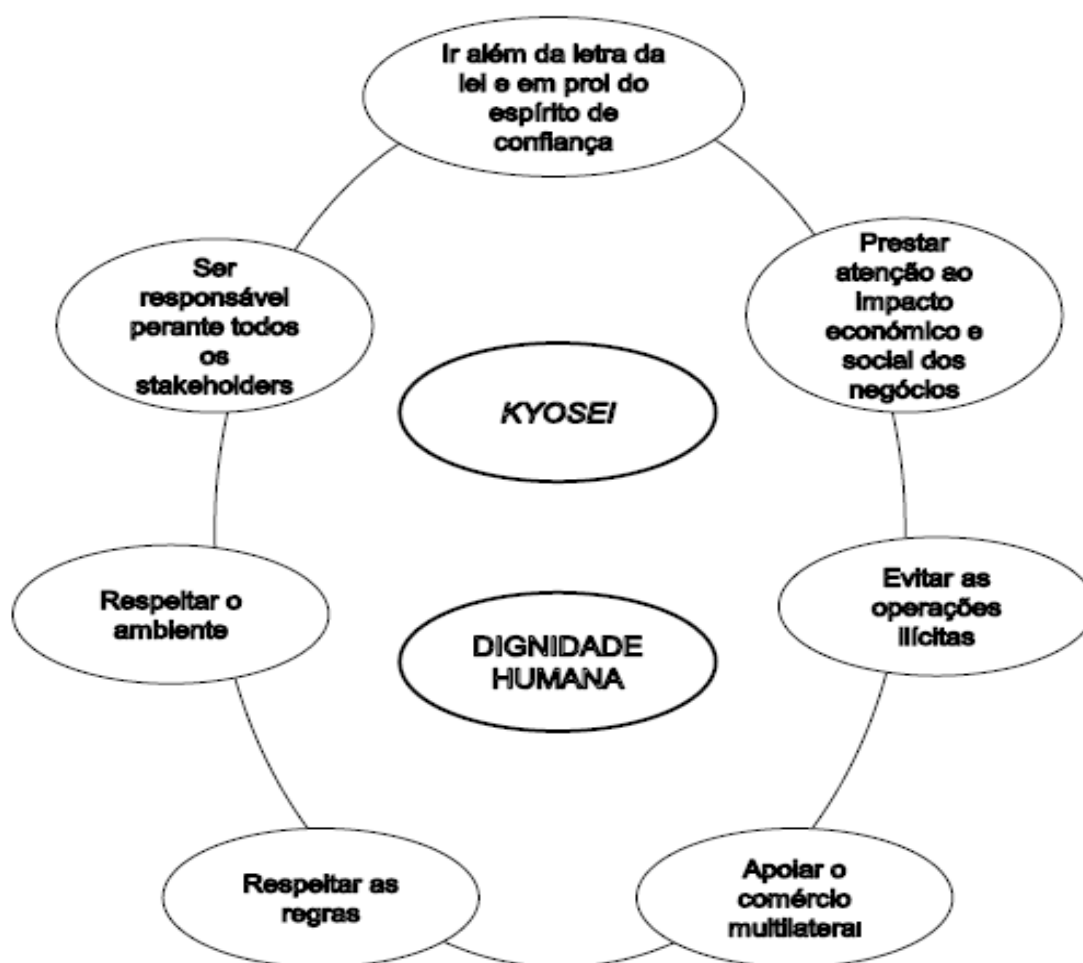 Ir além da letra da
lei e em prol do
espírito de
confiança
Prestar
atenção ao
impacto
económico e
social dos
negócios
Ser
responsável
perante todos
os
stakeholders
KYOSEI
Respeitar o
ambiente
Evitar as
operações
ilícitas
DIGNIDADE
HUMANA
Respeitar as
regras
Apoiar o
comércio
multilateral